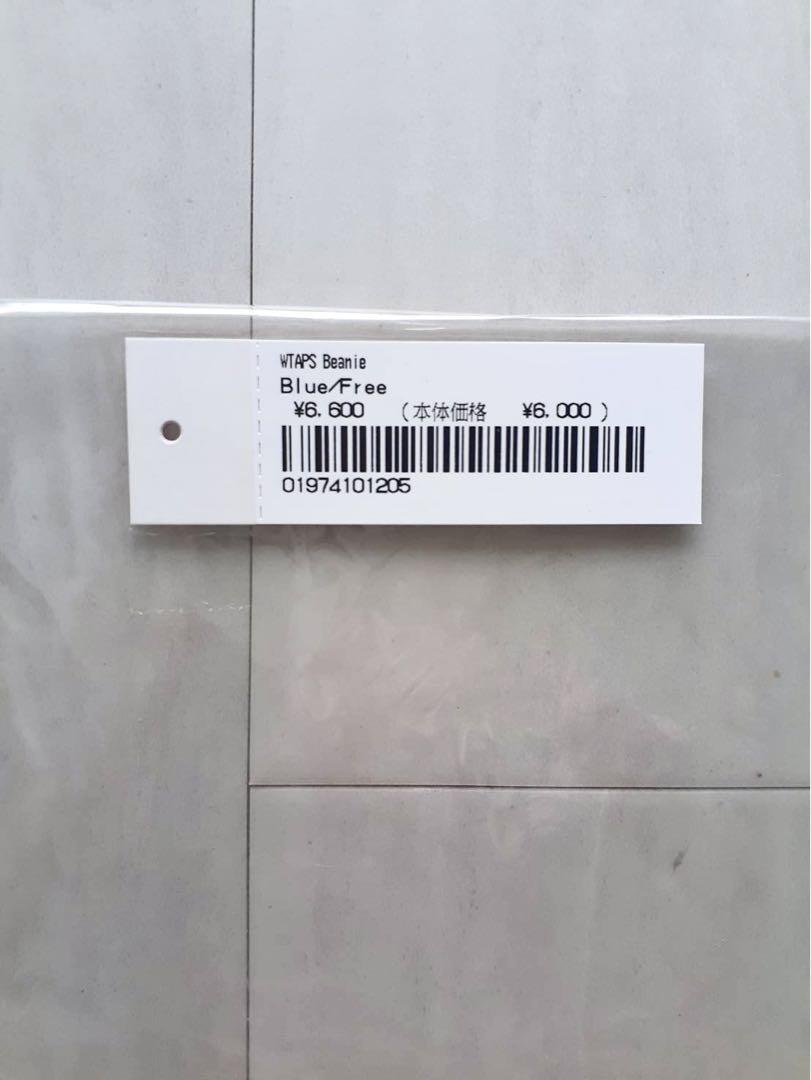 WTAPS Beanie
Blue/Free
¥6,600 (本体価格 ¥6,000)
01974101205